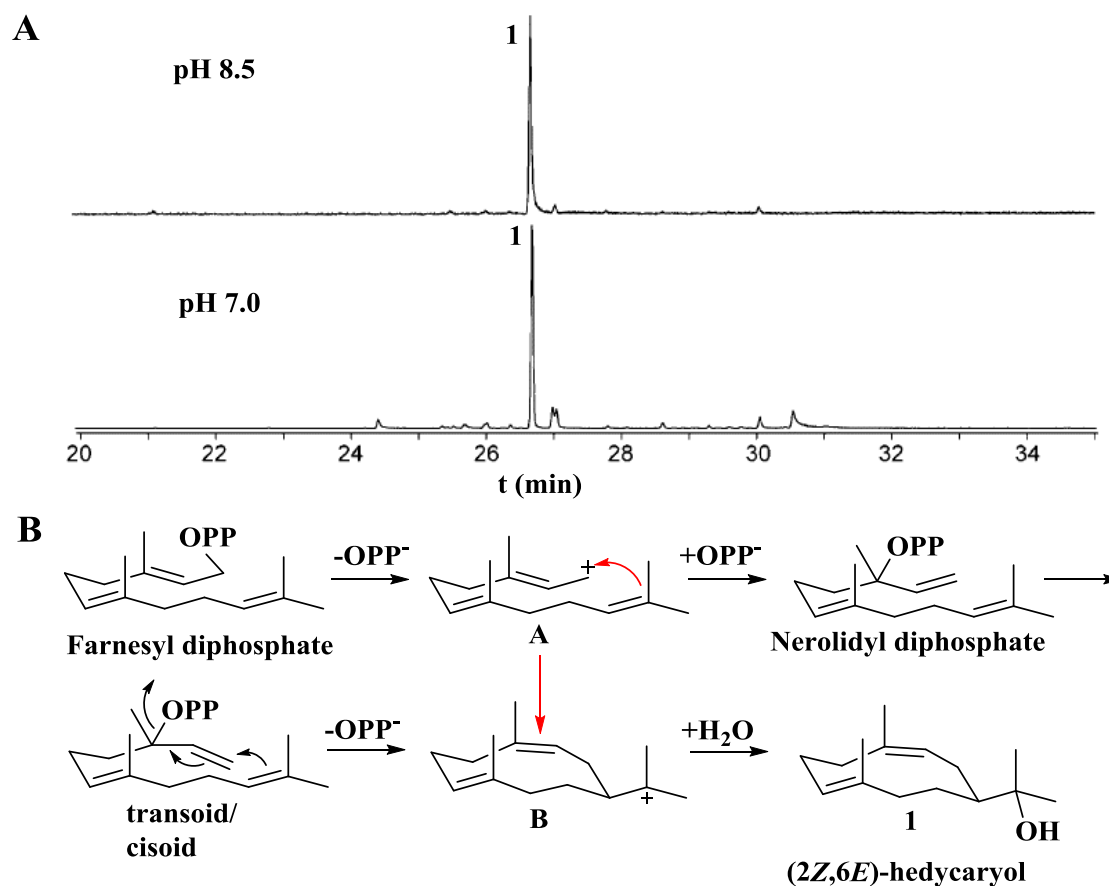 A
1
pH 8.5
1
pH 7.0
20 22 24 26 28 30 32 34
t (min)
B
OPP
-OPP⁻
+
+OPP⁻
OPP
Farnesyl diphosphate
A
Nerolidyl diphosphate
OPP
-OPP⁻
+H₂O
+
transoid/
cisoid
B
1
OH
(2Z,6E)-hedycaryol